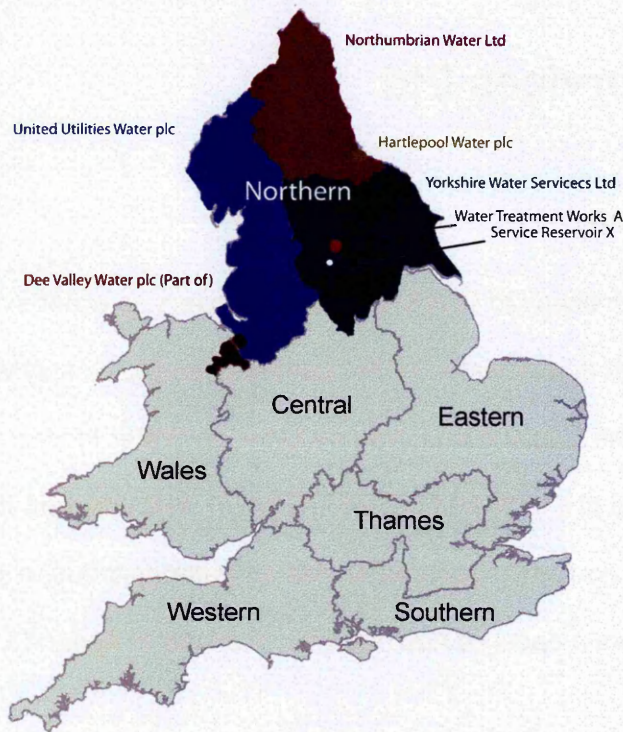 Northumbrian Water Ltd
United Utilities Water plc
Hartlepool Water plc
Northern
Yorkshire Water Servicecs Ltd
Water Treatment Works A
Service Reservoir X
Dee Valley Water plc (Part of)
Central
Eastern
Wales
Thames
Western
Southern